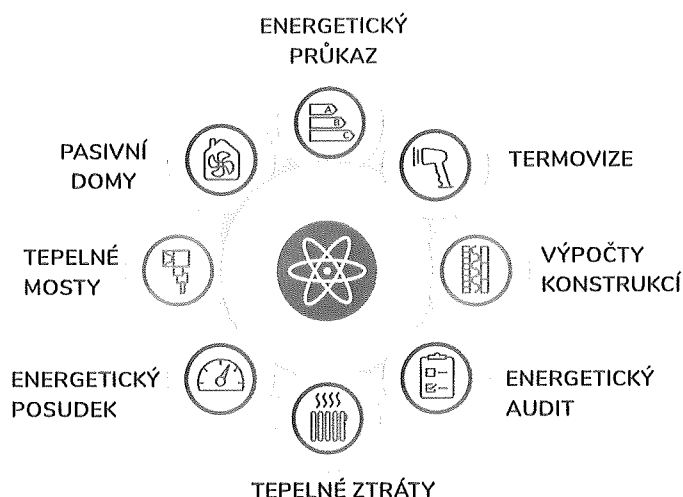 ENERGETICKÝ
PRŮKAZ
A
B
C
PASIVNÍ
DOMY
TERMOVIZE
TEPELNÉ
MOSTY
VÝPOČTY
KONSTRUKCÍ
ENERGETICKÝ
POSUDEK
ENERGETICKÝ
AUDIT
TEPELNÉ ZTRÁTY